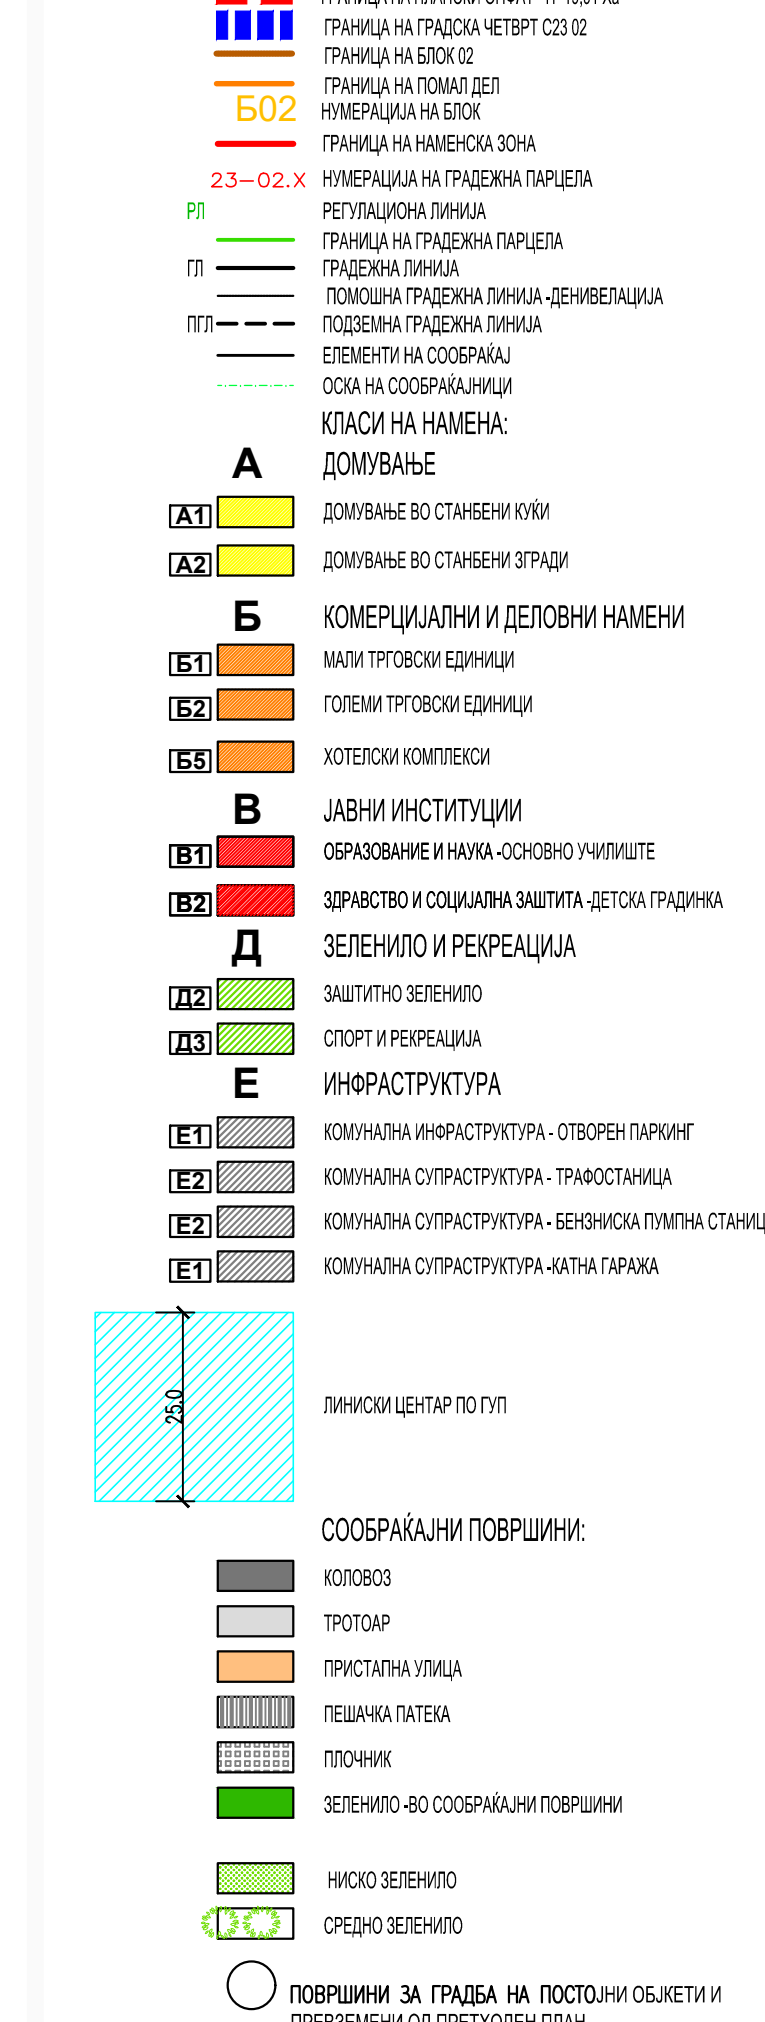 ГРАНИЦА НА ГРАДСКА ЧЕТВРТ С23 02
ГРАНИЦА НА БЛОК 02
ГРАНИЦА НА ПОМАЛ ДЕЛ
Б02 НУМЕРАЦИЈА НА БЛОК
ГРАНИЦА НА НАМЕНСКА ЗОНА
23-02.X НУМЕРАЦИЈА НА ГРАДЕЖНА ПАРЦЕЛА
РЛ РЕГУЛАЦИОНА ЛИНИЈА
ГРАНИЦА НА ГРАДЕЖНА ПАРЦЕЛА
ГЛ ГРАДЕЖНА ЛИНИЈА
ПОМОШНА ГРАДЕЖНА ЛИНИЈА -ДЕНИВЕЛАЦИЈА
ПГЛ ПОДЗЕМНА ГРАДЕЖНА ЛИНИЈА
ЕЛЕМЕНТИ НА СООБРАЌАЈ
ОСКА НА СООБРАЌАЈНИЦИ
КЛАСИ НА НАМЕНА:
А ДОМУВАЊЕ
А1 ДОМУВАЊЕ ВО СТАНБЕНИ КУЌИ
А2 ДОМУВАЊЕ ВО СТАНБЕНИ ЗГРАДИ
Б КОМЕРЦИЈАЛНИ И ДЕЛОВНИ НАМЕНИ
Б1 МАЛИ ТРГОВСКИ ЕДИНИЦИ
Б2 ГОЛЕМИ ТРГОВСКИ ЕДИНИЦИ
Б5 ХОТЕЛСКИ КОМПЛЕКСИ
В ЈАВНИ ИНСТИТУЦИИ
В1 ОБРАЗОВАНИЕ И НАУКА -ОСНОВНО УЧИЛИШТЕ
В2 ЗДРАВСТВО И СОЦИЈАЛНА ЗАШТИТА -ДЕТСКА ГРАДИНКА
Д ЗЕЛЕНИЛО И РЕКРЕАЦИЈА
Д2 ЗАШТИТНО ЗЕЛЕНИЛО
Д3 СПОРТ И РЕКРЕАЦИЈА
Е ИНФРАСТРУКТУРА
Е1 КОМУНАЛНА ИНФРАСТРУКТУРА - ОТВОРЕН ПАРКИНГ
Е2 КОМУНАЛНА СУПРАСТРУКТУРА - ТРАФОСТАНИЦА
Е2 КОМУНАЛНА СУПРАСТРУКТУРА - БЕНЗНИСКА ПУМПНА СТАНИЦ
Е1 КОМУНАЛНА СУПРАСТРУКТУРА -КАТНА ГАРАЖА
25.0 ЛИНИСКИ ЦЕНТАР ПО ГУП
СООБРАЌАЈНИ ПОВРШИНИ:
КОЛОВОЗ
ТРОТОАР
ПРИСТАПНА УЛИЦА
ПЕШАЧКА ПАТЕКА
ПЛОЧНИК
ЗЕЛЕНИЛО -ВО СООБРАЌАЈНИ ПОВРШИНИ
НИСКО ЗЕЛЕНИЛО
СРЕДНО ЗЕЛЕНИЛО
ПОВРШИНИ ЗА ГРАДБА НА ПОСТОЈНИ ОБЈКЕТИ И
ПРЕВЗЕМЕНИ ОД ПРЕТХОДЕН ПЛАН